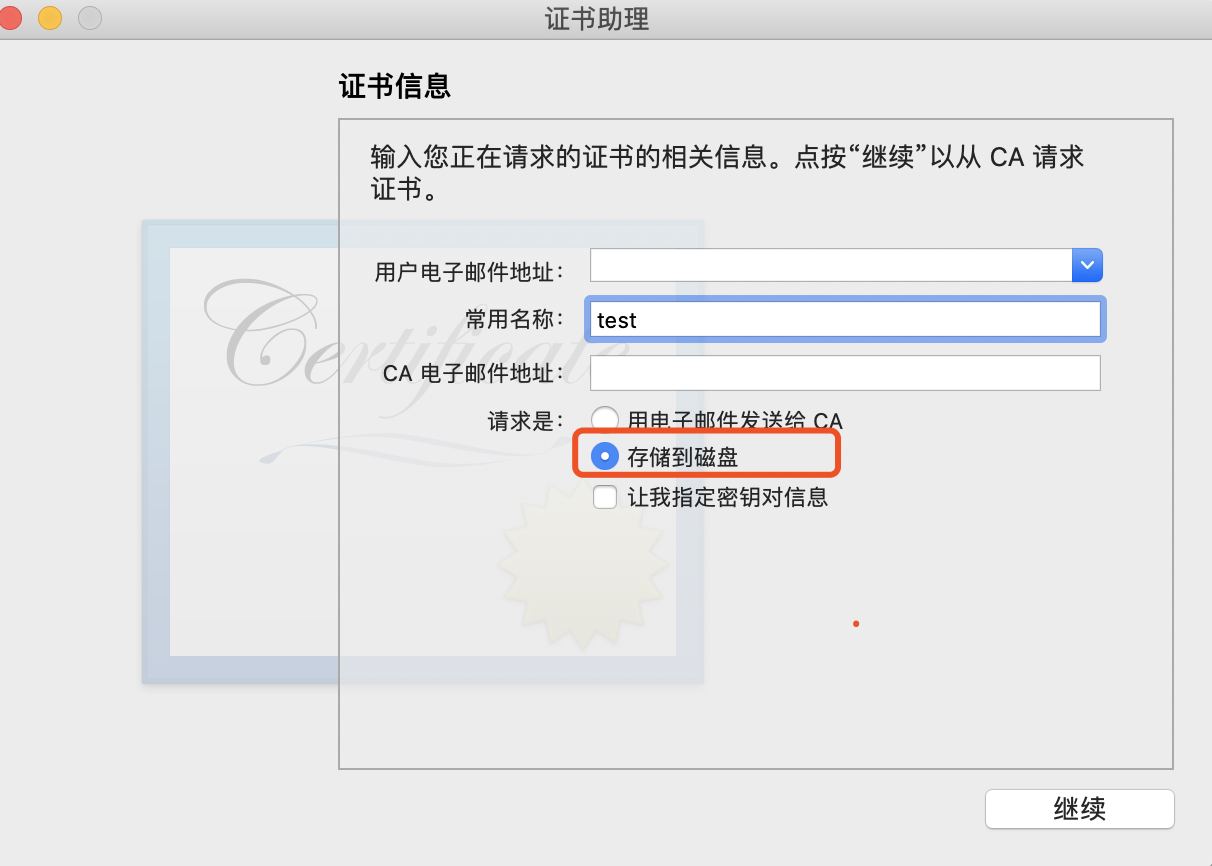 证书助理
证书信息
输入您正在请求的证书的相关信息。点按“继续”以从 CA 请求
证书。
用户电子邮件地址：
常用名称： test
CA 电子邮件地址：
请求是： 用电子邮件发送给 CA
存储到磁盘
让我指定密钥对信息
Certificate
继续